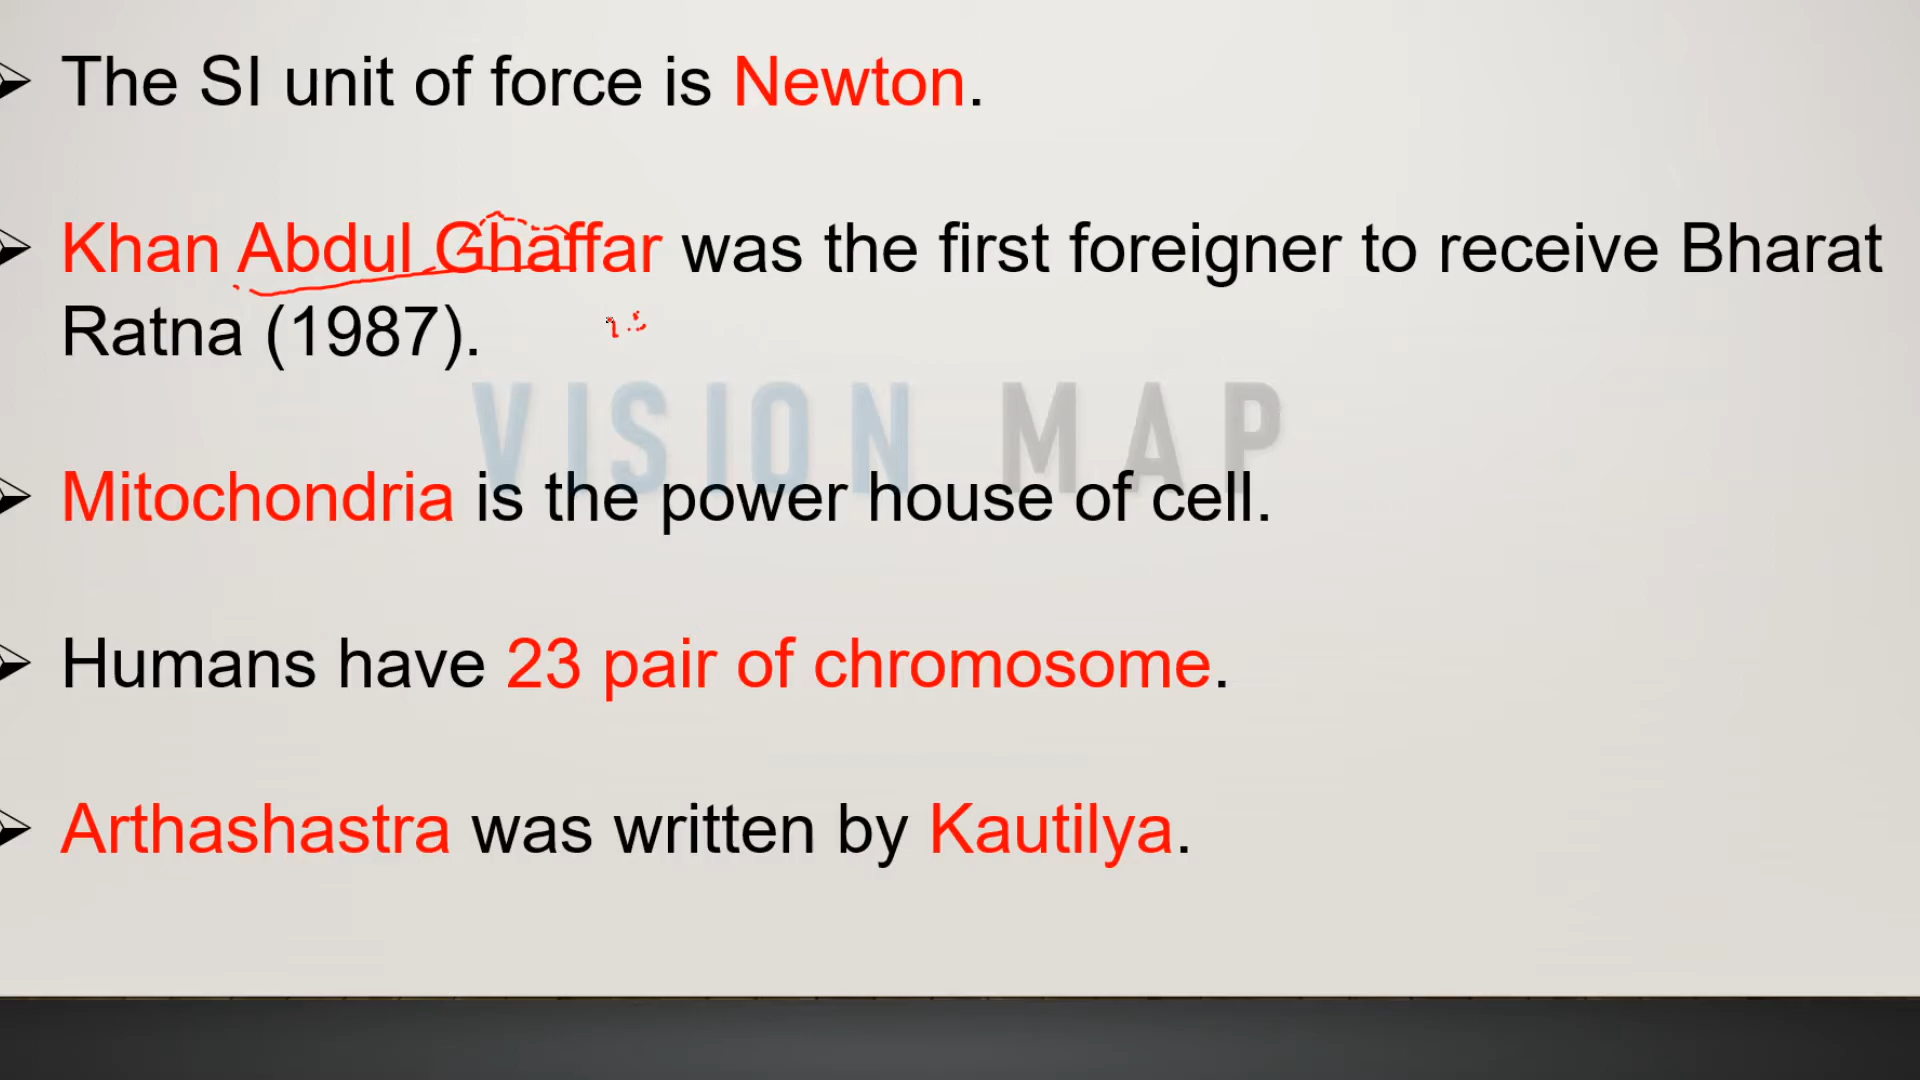 The SI unit of force is Newton.
Khan Abdul Ghaffar was the first foreigner to receive Bharat
Ratna (1987).
VISION MAP
Mitochondria is the power house of cell.
Humans have 23 pair of chromosome.
Arthashastra was written by Kautilya.